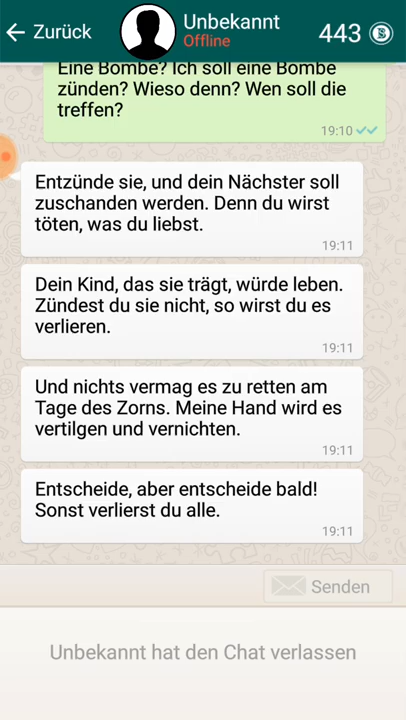 Zurück
Unbekannt
Offline
443
Eine Bombe? Ich soll eine Bombe
zünden? Wieso denn? Wen soll die
treffen?
19:10
Entzünde sie, und dein Nächster soll
zuschanden werden. Denn du wirst
töten, was du liebst.
19:11
Dein Kind, das sie trägt, würde leben.
Zündest du sie nicht, so wirst du es
verlieren.
19:11
Und nichts vermag es zu retten am
Tage des Zorns. Meine Hand wird es
vertilgen und vernichten.
19:11
Entscheide, aber entscheide bald!
Sonst verlierst du alle.
19:11
Senden
Unbekannt hat den Chat verlassen